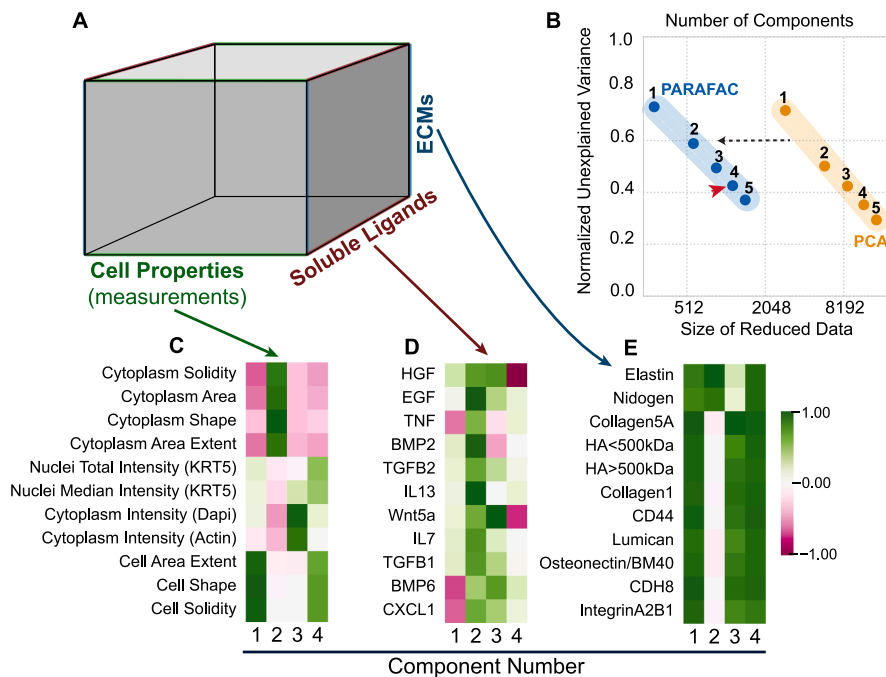 A
ECMs
Soluble Ligands
Cell Properties
(measurements)
B
Number of Components
Normalized Unexplained Variance
1.0
0.8
0.6
0.4
0.2
0.0
PARAFAC
1
2
3
4
5
1
2
3
4
5
PCA
512
2048
8192
Size of Reduced Data
C
Cytoplasm Solidity
Cytoplasm Area
Cytoplasm Shape
Cytoplasm Area Extent
Nuclei Total Intensity (KRT5)
Nuclei Median Intensity (KRT5)
Cytoplasm Intensity (Dapi)
Cytoplasm Intensity (Actin)
Cell Area Extent
Cell Shape
Cell Solidity
1 2 3 4
D
HGF
EGF
TNF
BMP2
TGFB2
IL13
Wnt5a
IL7
TGFB1
BMP6
CXCL1
1 2 3 4
E
Elastin
Nidogen
Collagen5A
HA<500kDa
HA>500kDa
Collagen1
CD44
Lumican
Osteonectin/BM40
CDH8
IntegrinA2B1
1 2 3 4
1.00
0.00
−1.00
Component Number